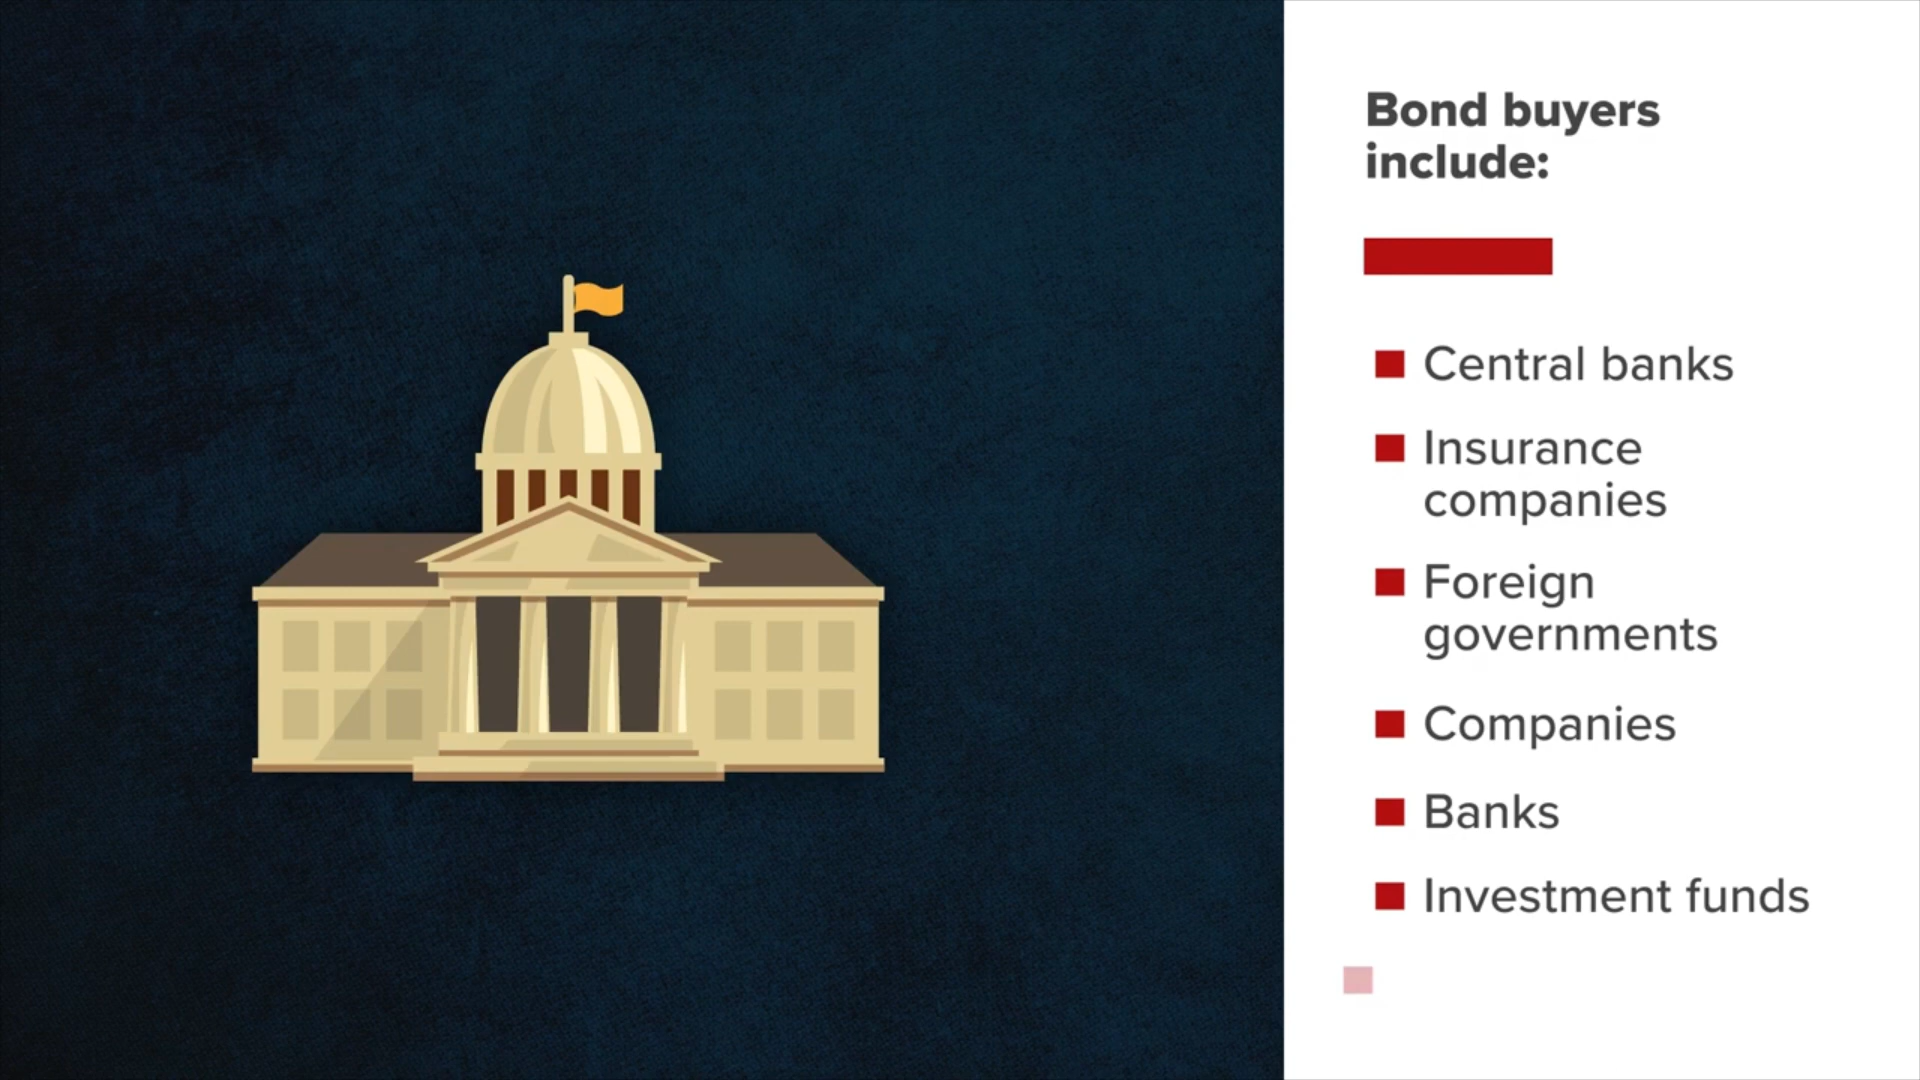 Bond buyers
include:
Central banks
Insurance
companies
Foreign
governments
Companies
Banks
Investment funds